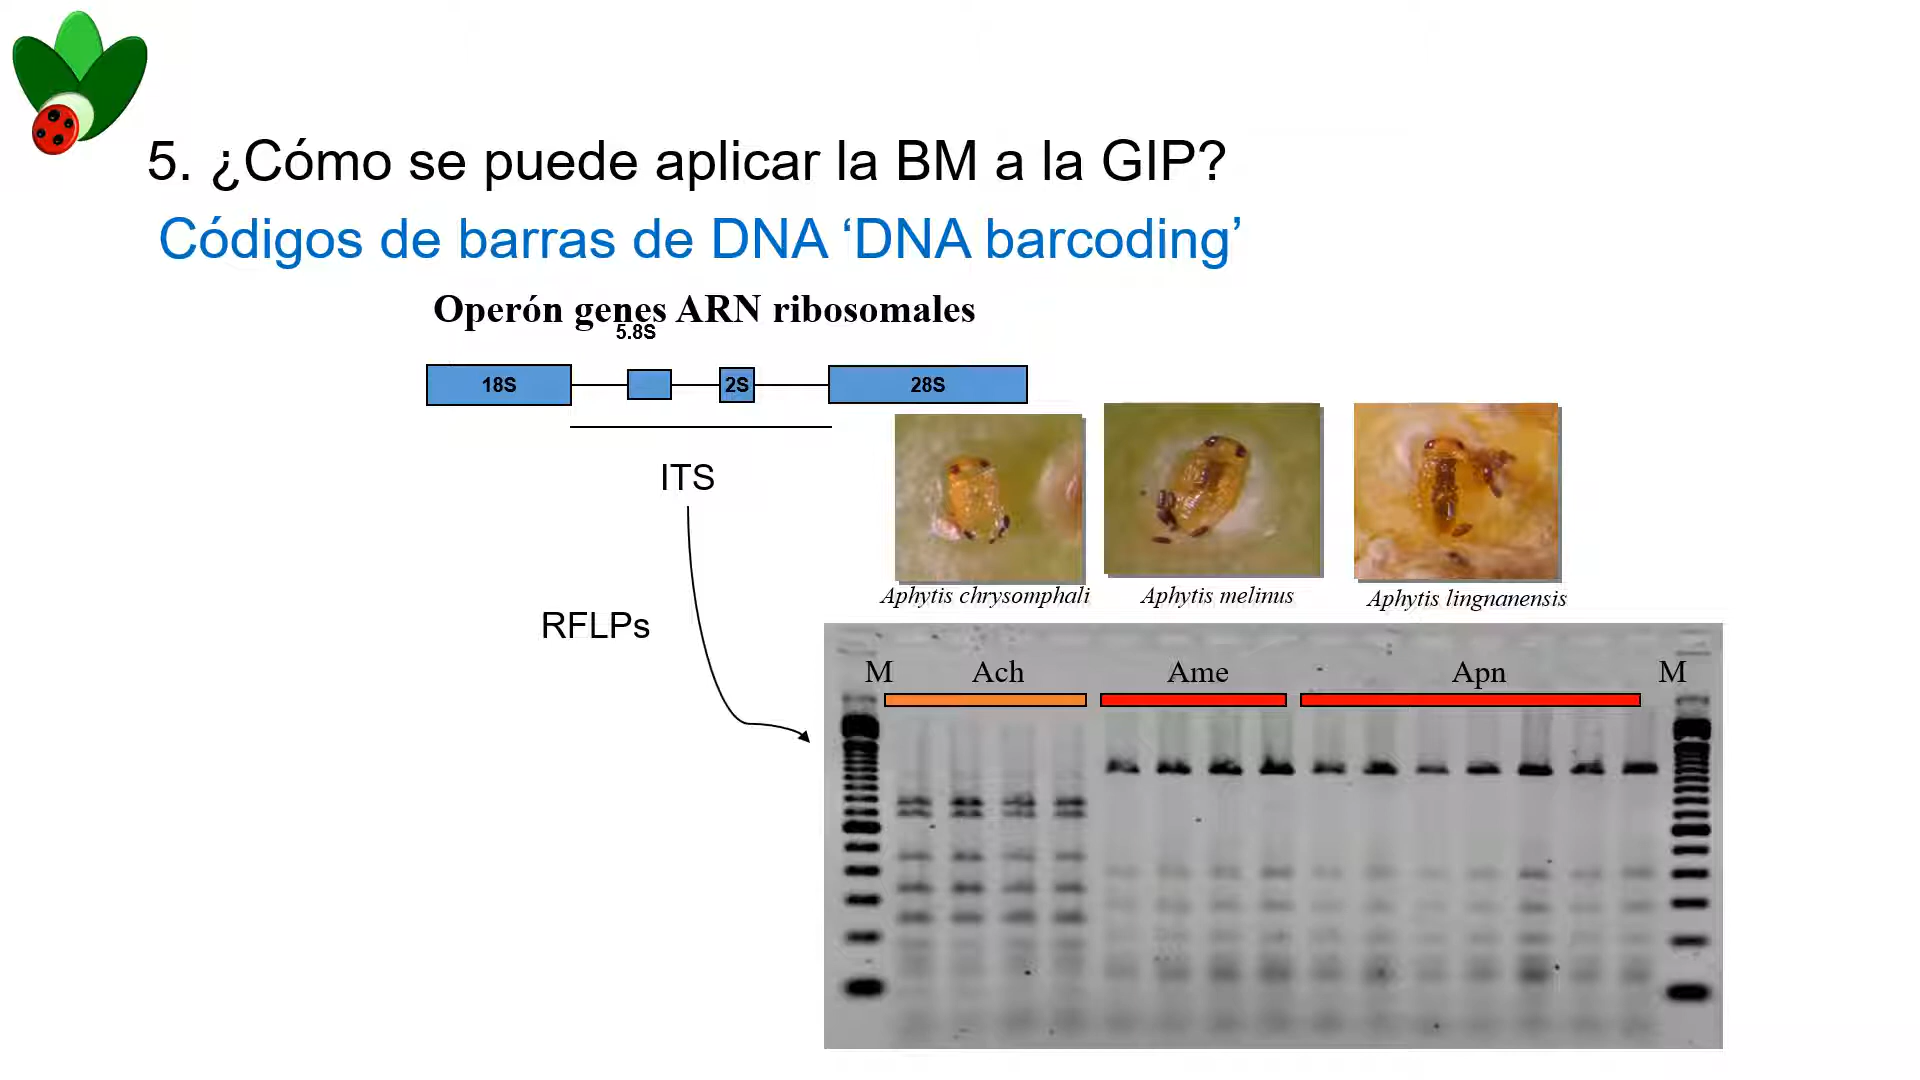 5. ¿Cómo se puede aplicar la BM a la GIP?
Códigos de barras de DNA ‘DNA barcoding’
Operón genes ARN ribosomales
5.8S
18S
2S
28S
ITS
RFLPs
Aphytis chrysomphali
Aphytis melinus
Aphytis lingnanensis
M
Ach
Ame
Apn
M